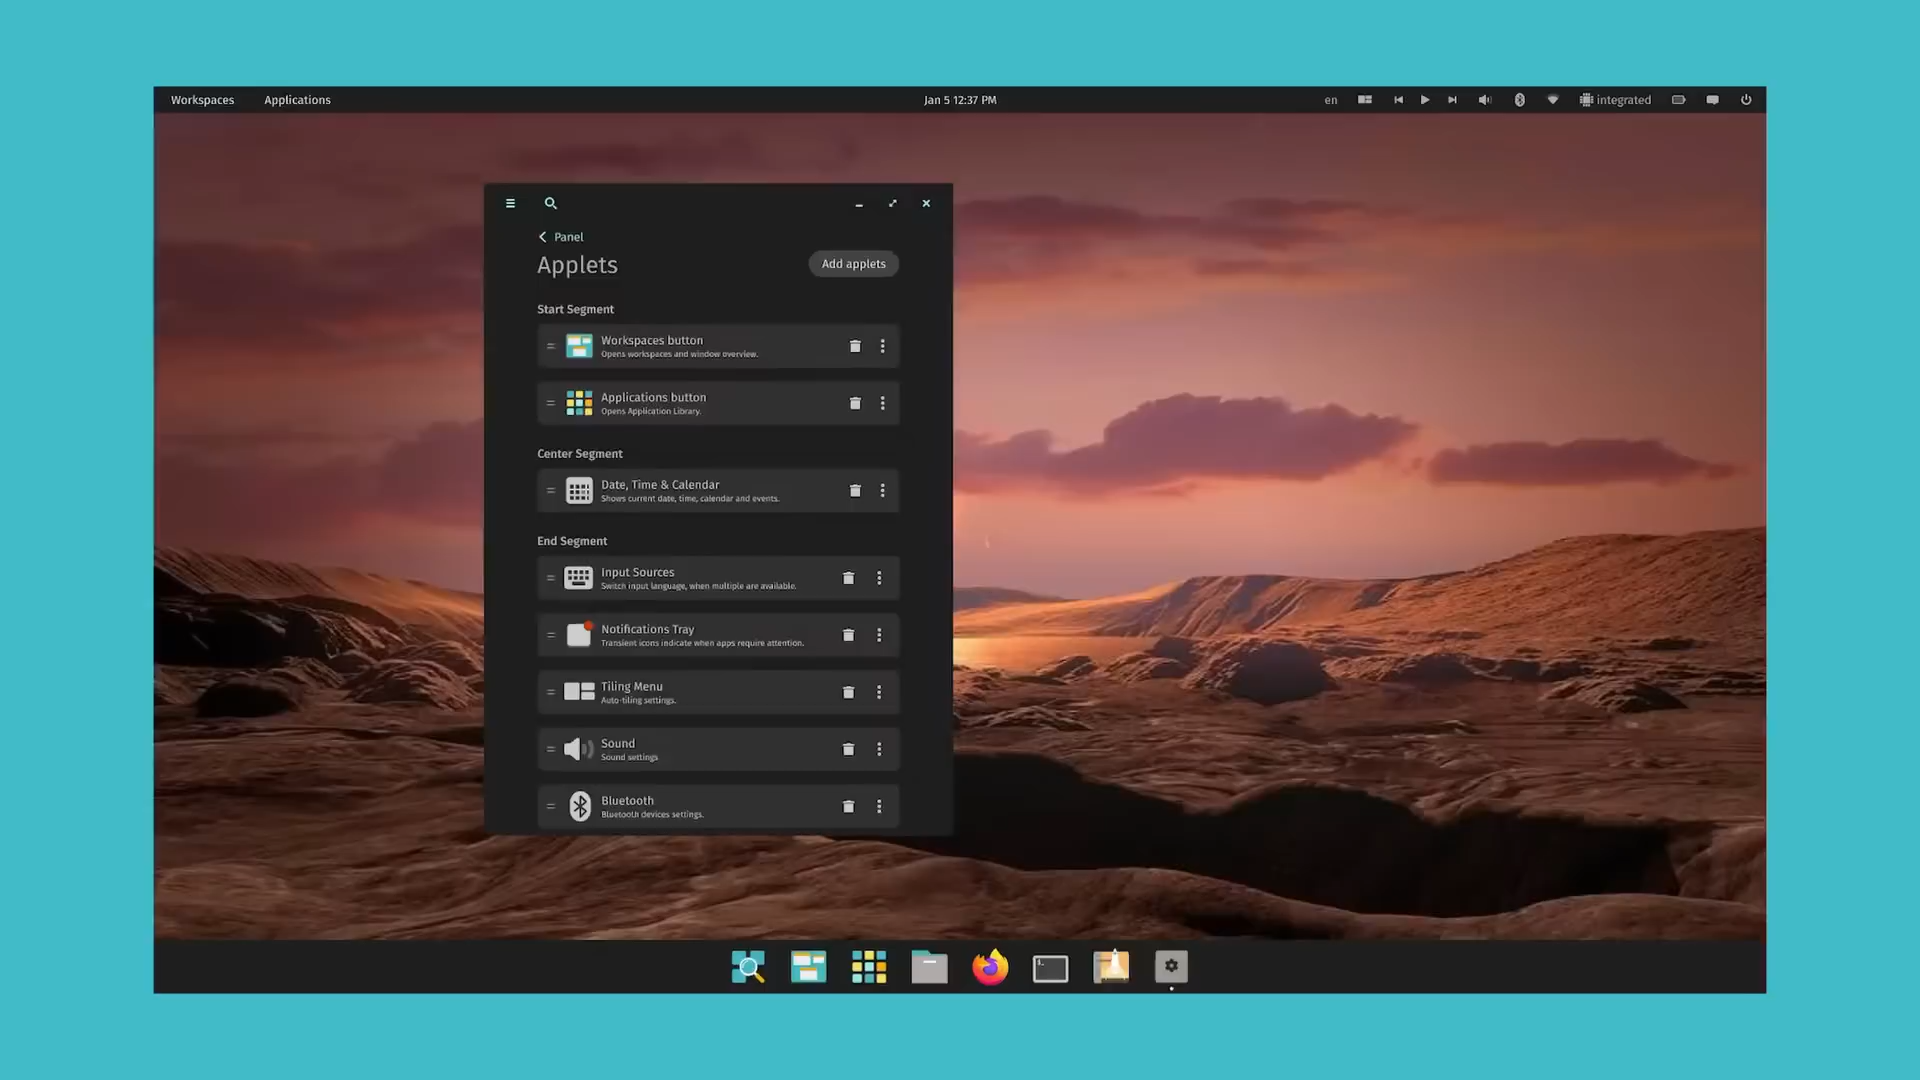 Workspaces Applications Jan 5 12:37 PM en integrated
Panel
Applets
Add applets
Start Segment
Workspaces button
Opens workspaces and window overview.
Applications button
Opens Application Library.
Center Segment
Date, Time & Calendar
Shows current date, time, calendar and events.
End Segment
Input Sources
Switch input language, when multiple are available.
Notifications Tray
Transient icons indicate when apps require attention.
Tiling Menu
Auto-tiling settings.
Sound
Sound settings
Bluetooth
Bluetooth devices settings.